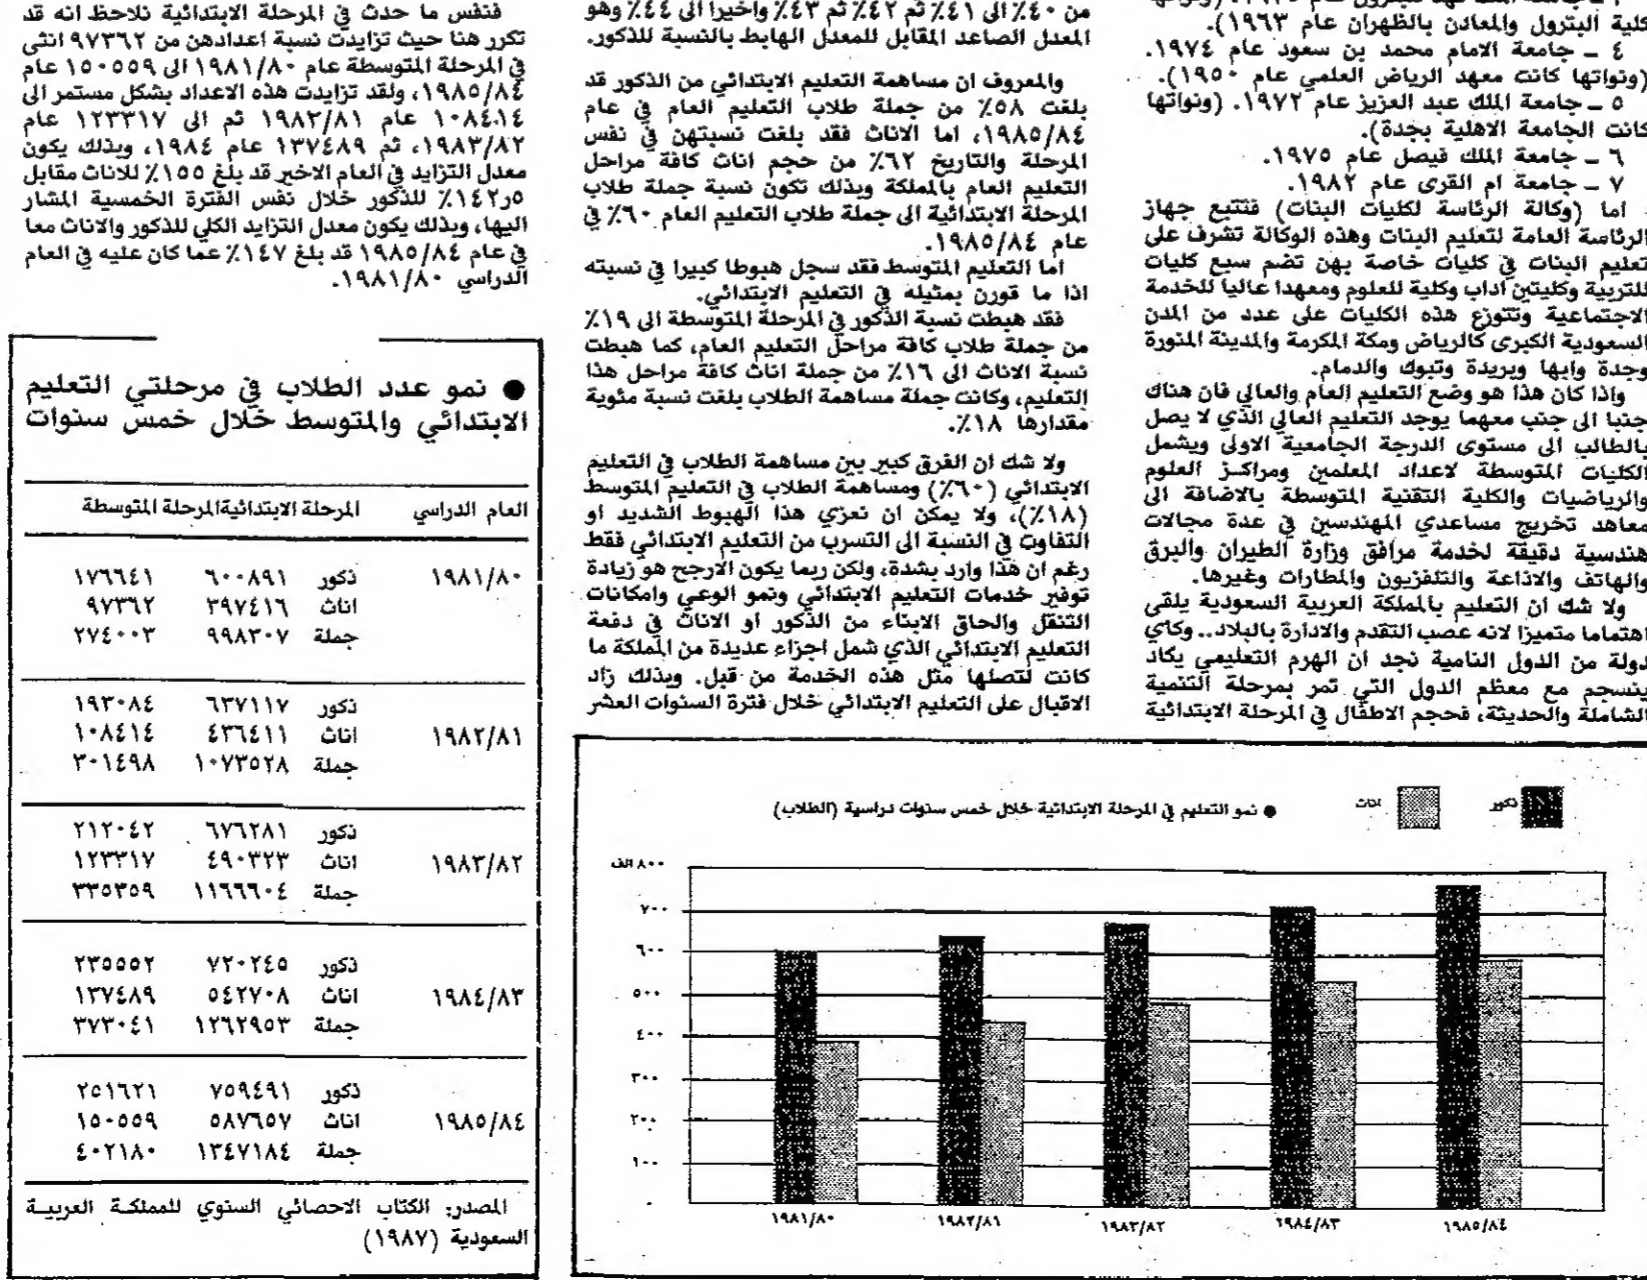 كلية البترول والمعادن بالظهران عام ١٩٦٣).
٤ ـ جامعة الامام محمد بن سعود عام ١٩٧٤.
(ونواتها كانت معهد الرياض العلمي عام ١٩٥٠).
٥ ـ جامعة الملك عبد العزيز عام ١٩٧٢. (ونواتها
كانت الجامعة الاهلية بجدة).
٦ ـ جامعة الملك فيصل عام ١٩٧٥.
٧ ـ جامعة ام القرى عام ١٩٨٢.
اما (وكالة الرئاسة لكليات البنات) فتتبع جهاز
الرئاسة العامة لتعليم البنات وهذه الوكالة تشرف على
تعليم البنات في كليات خاصة بهن تضم سبع كليات
للتربية وكليتين اداب وكلية للعلوم ومعهدا عاليا للخدمة
الاجتماعية وتتوزع هذه الكليات على عدد من المدن
السعودية الكبرى كالرياض ومكة المكرمة والمدينة المنورة
وجدة وابها وبريدة وتبوك والدمام.
واذا كان هذا هو وضع التعليم العام والعالي فان هناك
جنبا الى جنب معهما يوجد التعليم العالي الذي لا يصل
بالطالب الى مستوى الدرجة الجامعية الاولى ويشمل
الكليات المتوسطة لاعداد المعلمين ومراكز العلوم
والرياضيات والكلية التقنية المتوسطة بالاضافة الى
معاهد تخريج مساعدي المهندسين في عدة مجالات
هندسية دقيقة لخدمة مرافق وزارة الطيران والبرق
والهاتف والاذاعة والتلفزيون والمطارات وغيرها.
ولا شك ان التعليم بالمملكة العربية السعودية يلقى
اهتماما متميزا لانه عصب التقدم والادارة بالبلاد.. وكاي
دولة من الدول النامية نجد ان الهرم التعليمي يكاد
ينسجم مع معظم الدول التي تمر بمرحلة التنمية
الشاملة والحديثة، فحجم الاطفال في المرحلة الابتدائية
من ٤٠٪ الى ٤١٪ ثم ٤٢٪ ثم ٤٣٪ واخيرا الى ٤٤٪ وهو
المعدل الصاعد المقابل للمعدل الهابط بالنسبة للذكور.
والمعروف ان مساهمة التعليم الابتدائي من الذكور قد
بلغت ٥٨٪ من جملة طلاب التعليم العام في عام
١٩٨٥/٨٤، اما الاناث فقد بلغت نسبتهن في نفس
المرحلة والتاريخ ٦٢٪ من حجم اناث كافة مراحل
التعليم العام بالمملكة وبذلك تكون نسبة جملة طلاب
المرحلة الابتدائية الى جملة طلاب التعليم العام ٦٠٪ في
عام ١٩٨٥/٨٤.
اما التعليم المتوسط فقد سجل هبوطا كبيرا في نسبته
اذا ما قورن بمثيله في التعليم الابتدائي.
فقد هبطت نسبة الذكور في المرحلة المتوسطة الى ١٩٪
من جملة طلاب كافة مراحل التعليم العام، كما هبطت
نسبة الاناث الى ١٦٪ من جملة اناث كافة مراحل هذا
التعليم، وكانت جملة مساهمة الطلاب بلغت نسبة مئوية
مقدارها ١٨٪.
ولا شك ان الفرق كبير بين مساهمة الطلاب في التعليم
الابتدائي (٦٠٪) ومساهمة الطلاب في التعليم المتوسط
(١٨٪)، ولا يمكن ان نعزي هذا الهبوط الشديد او
التفاوت في النسبة الى التسرب من التعليم الابتدائي فقط
رغم ان هذا وارد بشدة، ولكن ربما يكون الارجح هو زيادة
توفير خدمات التعليم الابتدائي ونمو الوعي وامكانات
التنقل والحاق الابناء من الذكور او الاناث في دفعة
التعليم الابتدائي الذي شمل اجزاء عديدة من المملكة ما
كانت لتصلها مثل هذه الخدمة من قبل. وبذلك زاد
الاقبال على التعليم الابتدائي خلال فترة السنوات العشر
فنفس ما حدث في المرحلة الابتدائية نلاحظ انه قد
تكرر هنا حيث تزايدت نسبة اعدادهن من ٩٧٣٦٢ انثى
في المرحلة المتوسطة عام ١٩٨١/٨٠ الى ١٥٠٥٥٩ عام
١٩٨٥/٨٤، ولقد تزايدت هذه الاعداد بشكل مستمر الى
١٠٨٤١٤ عام ١٩٨٢/٨١ ثم الى ١٢٣٣١٧ عام
١٩٨٣/٨٢، ثم ١٣٧٤٨٩ عام ١٩٨٤، وبذلك يكون
معدل التزايد في العام الاخير قد بلغ ١٥٥٪ للاناث مقابل
٥ر١٤٢٪ للذكور خلال نفس الفترة الخمسية المشار
اليها، وبذلك يكون معدل التزايد الكلي للذكور والاناث معا
في عام ١٩٨٥/٨٤ قد بلغ ١٤٧٪ عما كان عليه في العام
الدراسي ١٩٨١/٨٠.
● نمو عدد الطلاب في مرحلتي التعليم
الابتدائي والمتوسط خلال خمس سنوات
العام الدراسي المرحلة الابتدائية المرحلة المتوسطة
١٩٨١/٨٠ ذكور ٦٠٠٨٩١ ١٧٦٦٤١
اناث ٣٩٧٤١٦ ٩٧٣٦٢
جملة ٩٩٨٣٠٧ ٢٧٤٠٠٣
ذكور ٦٣٧١١٧ ١٩٣٠٨٤
١٩٨٢/٨١ اناث ٤٣٦٤١١ ١٠٨٤١٤
جملة ١٠٧٣٥٢٨ ٣٠١٤٩٨
ذكور ٦٧٦٢٨١ ٢١٢٠٤٢
١٩٨٣/٨٢ اناث ٤٩٠٣٢٣ ١٢٣٣١٧
جملة ١١٦٦٦٠٤ ٣٣٥٣٥٩
ذكور ٧٢٠٢٤٥ ٢٣٥٥٥٢
١٩٨٤/٨٣ اناث ٥٤٢٧٠٨ ١٣٧٤٨٩
جملة ١٢٦٢٩٥٣ ٣٧٣٠٤١
ذكور ٧٥٩٤٩١ ٢٥١٦٢١
١٩٨٥/٨٤ اناث ٥٨٧٦٥٧ ١٥٠٥٥٩
جملة ١٣٤٧١٨٤ ٤٠٢١٨٠
المصدر: الكتاب الاحصائي السنوي للمملكة العربية
السعودية (١٩٨٧)
ذكور
اناث
● نمو التعليم في المرحلة الابتدائية خلال خمس سنوات دراسية (الطلاب)
٨٠٠ الف
٧٠٠
٦٠٠
٥٠٠
٤٠٠
٣٠٠
٢٠٠
١٠٠
٠
١٩٨١/٨٠ ١٩٨٢/٨١ ١٩٨٣/٨٢ ١٩٨٤/٨٣ ١٩٨٥/٨٤